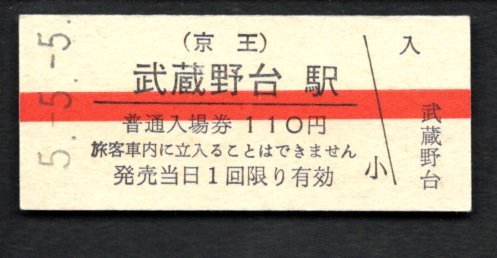 5.-5.-5.
(京王)
武蔵野台駅
普通入場券 110円
旅客車内に立入ることはできません
発売当日1回限り有効
小
入
武蔵野台